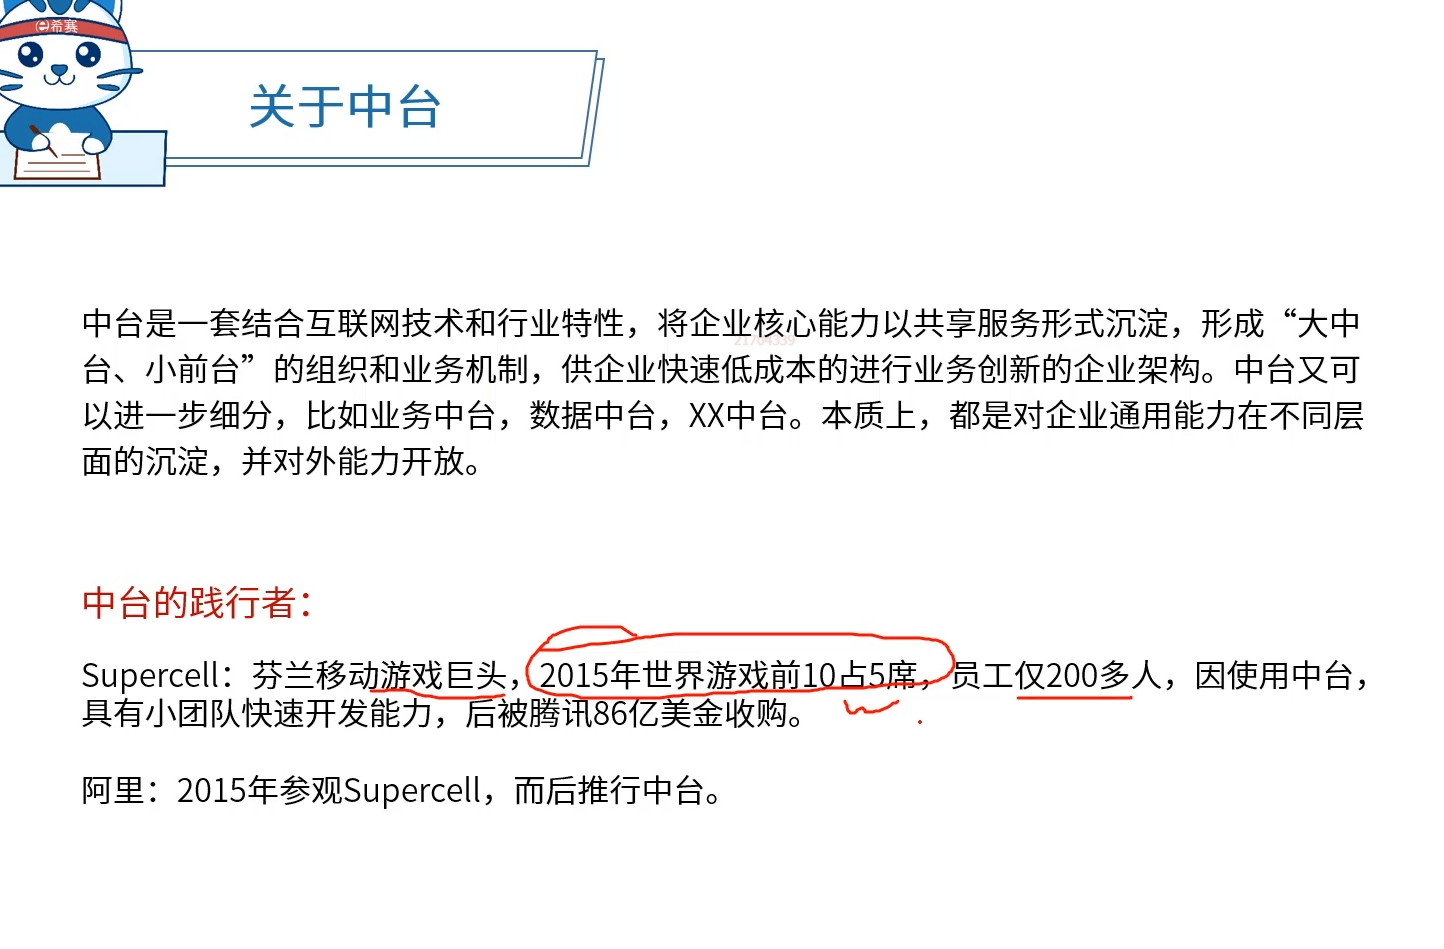 e希赛
关于中台
中台是一套结合互联网技术和行业特性，将企业核心能力以共享服务形式沉淀，形成“大中
台、小前台”的组织和业务机制，供企业快速低成本的进行业务创新的企业架构。中台又可
以进一步细分，比如业务中台，数据中台，XX中台。本质上，都是对企业通用能力在不同层
面的沉淀，并对外能力开放。
21704339
中台的践行者：
Supercell：芬兰移动游戏巨头，2015年世界游戏前10占5席，员工仅200多人，因使用中台，
具有小团队快速开发能力，后被腾讯86亿美金收购。
阿里：2015年参观Supercell，而后推行中台。